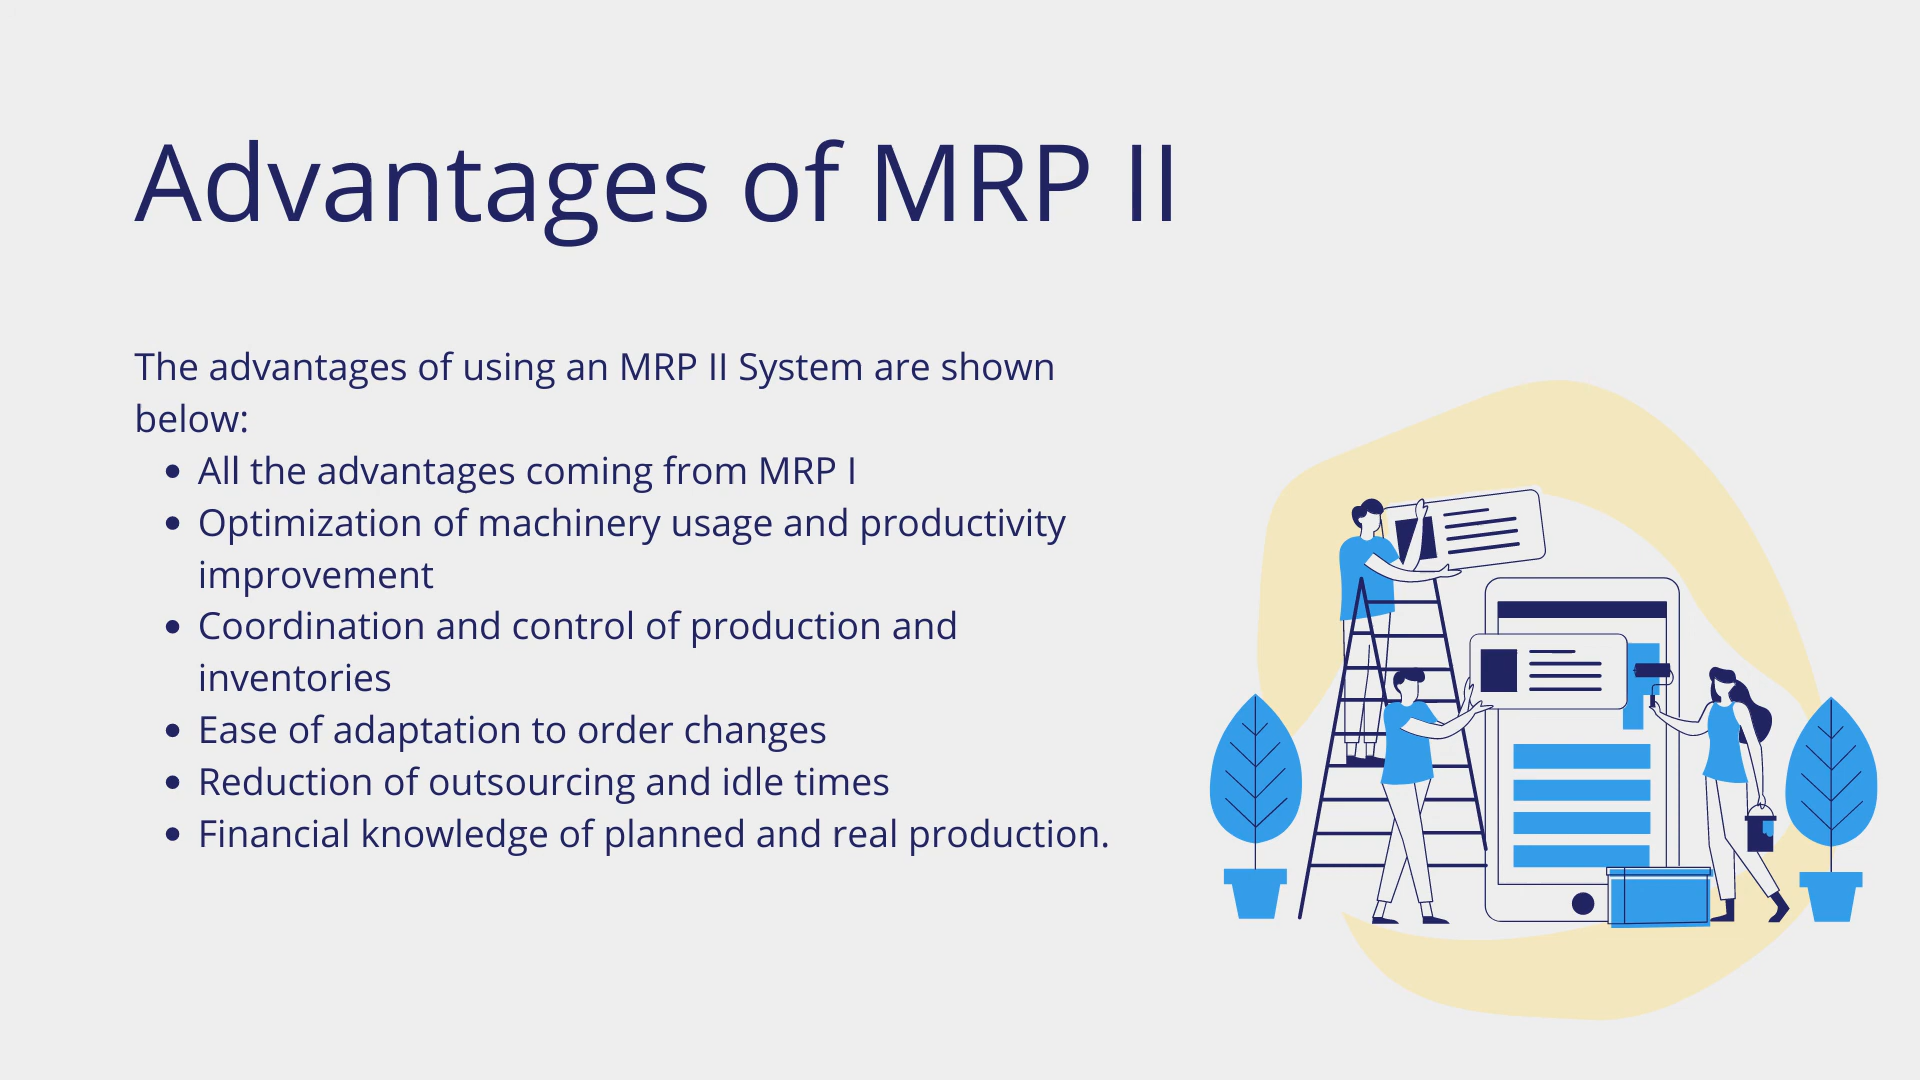 Advantages of MRP II
The advantages of using an MRP II System are shown
below:
• All the advantages coming from MRP I
• Optimization of machinery usage and productivity
improvement
• Coordination and control of production and
inventories
• Ease of adaptation to order changes
• Reduction of outsourcing and idle times
• Financial knowledge of planned and real production.